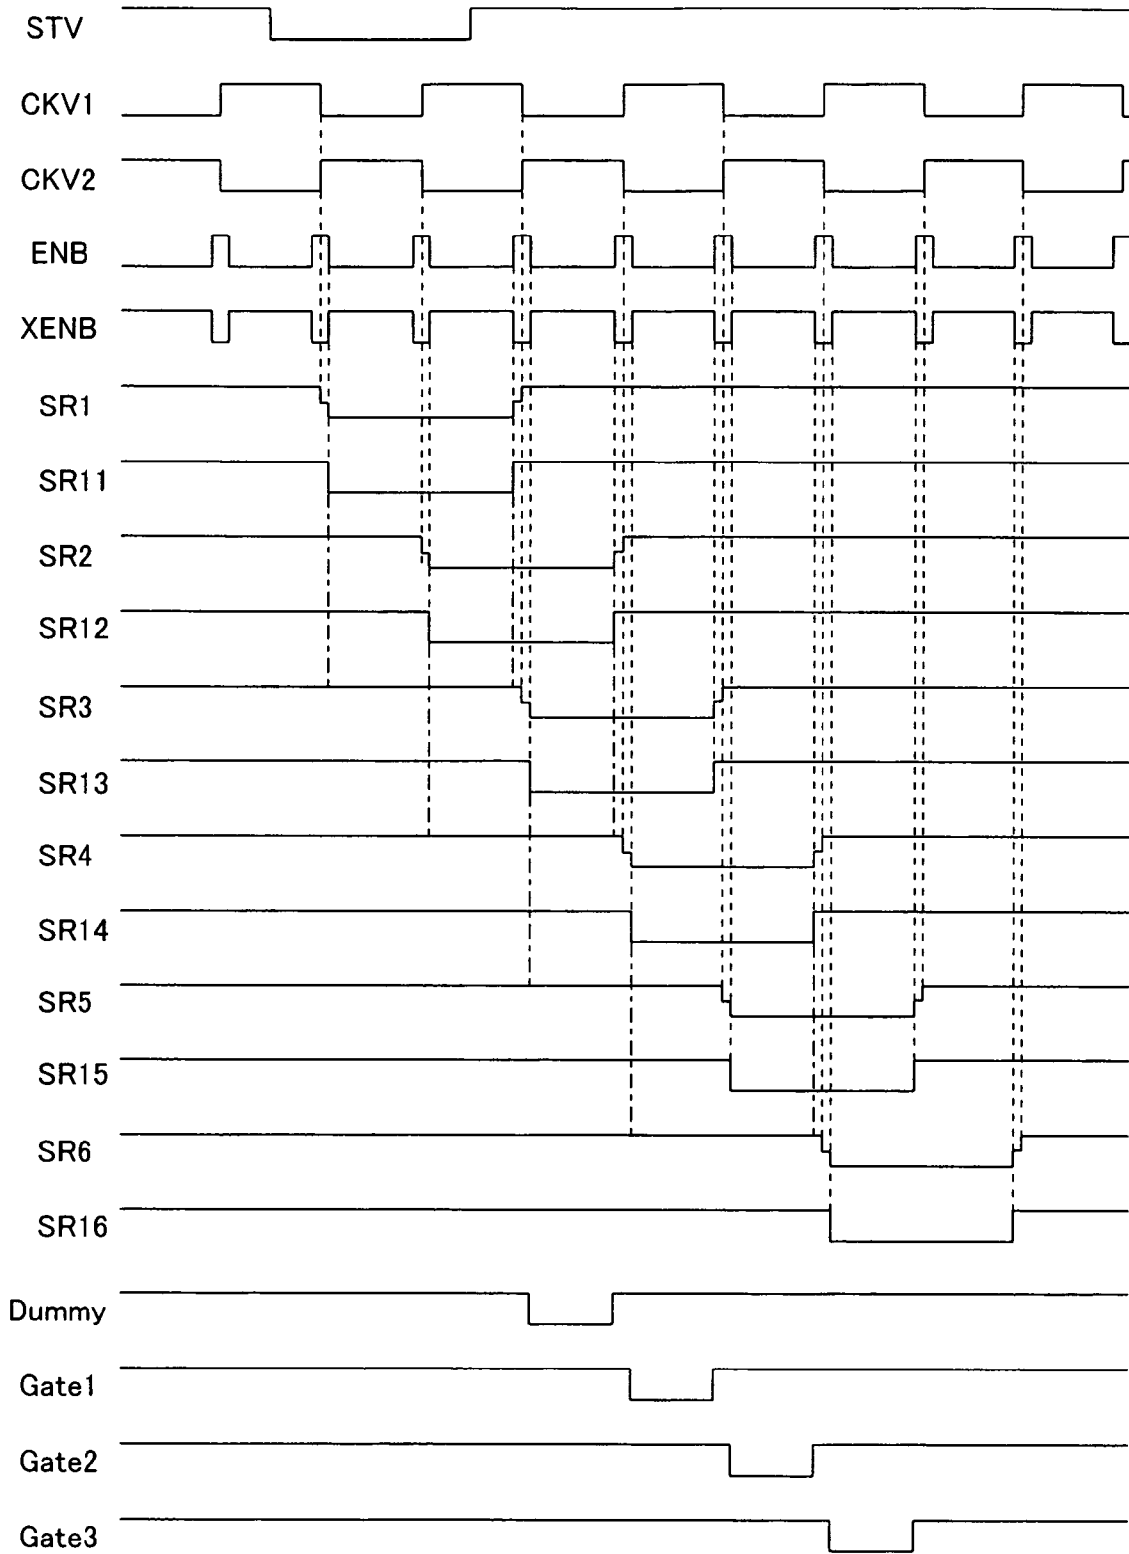 STV
CKV1
CKV2
ENB
XENB
SR1
SR11
SR2
SR12
SR3
SR13
SR4
SR14
SR5
SR15
SR6
SR16
Dummy
Gate1
Gate2
Gate3